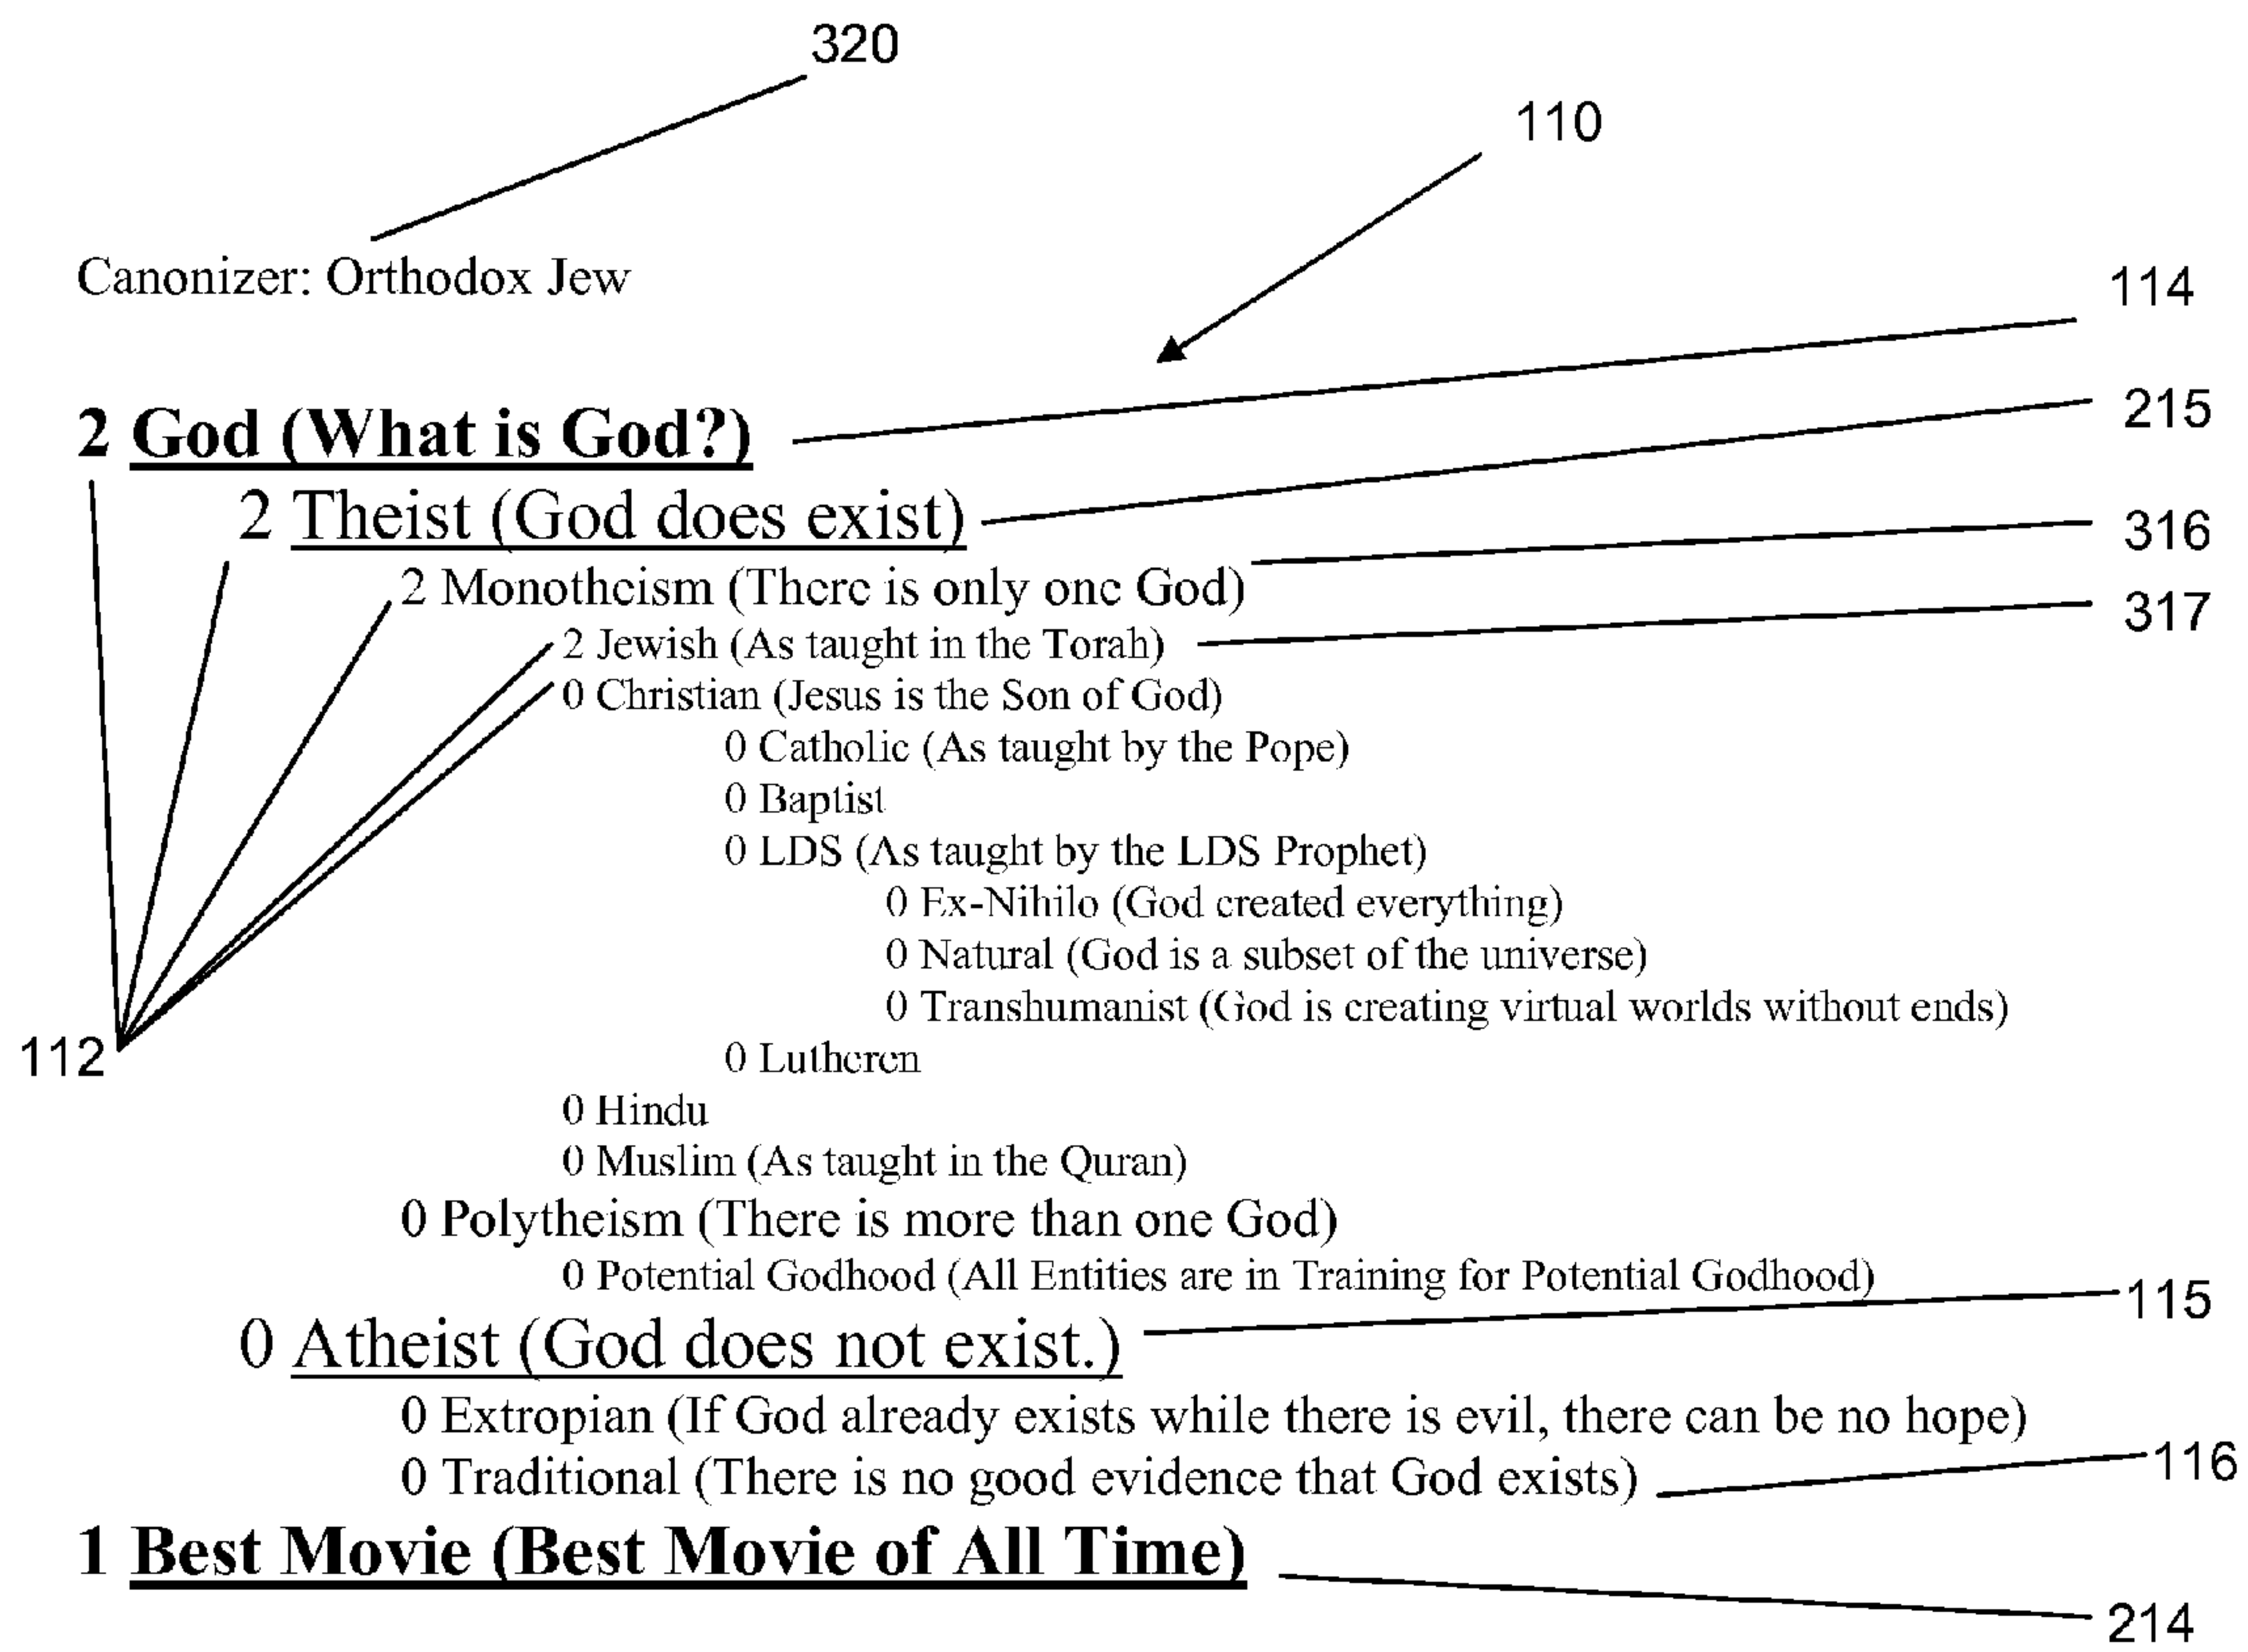 320
110
Canonizer: Orthodox Jew
114
2 God (What is God?)
215
2 Theist (God does exist)
316
2 Monotheism (There is only one God)
317
2 Jewish (As taught in the Torah)
0 Christian (Jesus is the Son of God)
0 Catholic (As taught by the Pope)
0 Baptist
0 LDS (As taught by the LDS Prophet)
0 Ex-Nihilo (God created everything)
0 Natural (God is a subset of the universe)
0 Transhumanist (God is creating virtual worlds without ends)
112
0 Lutheren
0 Hindu
0 Muslim (As taught in the Quran)
0 Polytheism (There is more than one God)
0 Potential Godhood (All Entities are in Training for Potential Godhood)
115
0 Atheist (God does not exist.)
0 Extropian (If God already exists while there is evil, there can be no hope)
0 Traditional (There is no good evidence that God exists)
116
1 Best Movie (Best Movie of All Time)
214